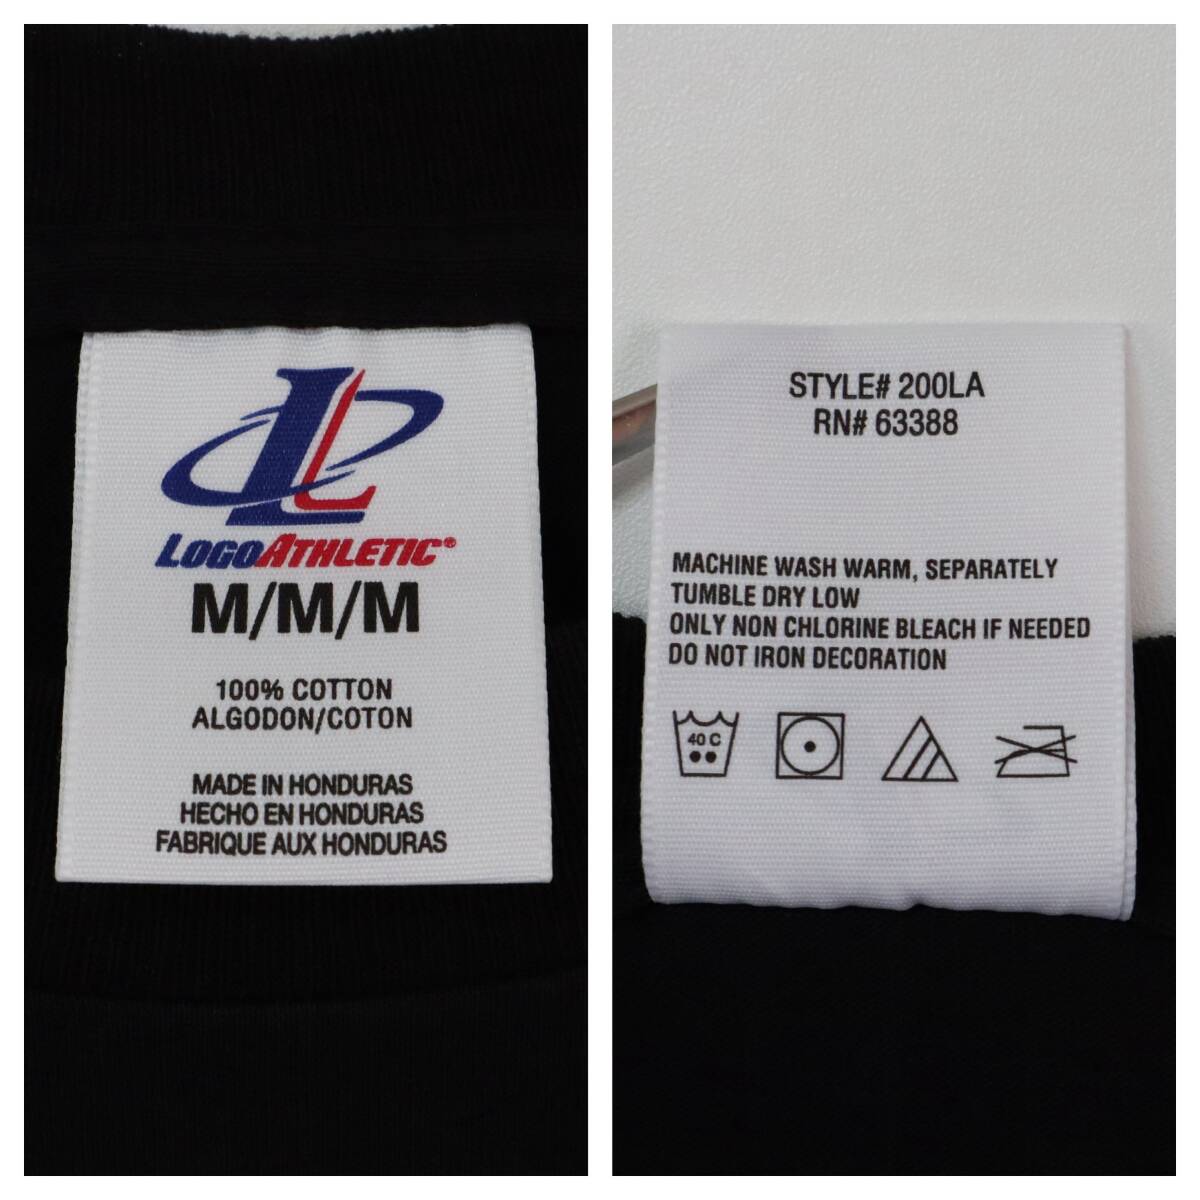 LOGOATHLETIC®
M/M/M
100% COTTON
ALGODON/COTON
MADE IN HONDURAS
HECHO EN HONDURAS
FABRIQUE AUX HONDURAS
STYLE# 200LA
RN# 63388
MACHINE WASH WARM, SEPARATELY
TUMBLE DRY LOW
ONLY NON CHLORINE BLEACH IF NEEDED
DO NOT IRON DECORATION
40 C